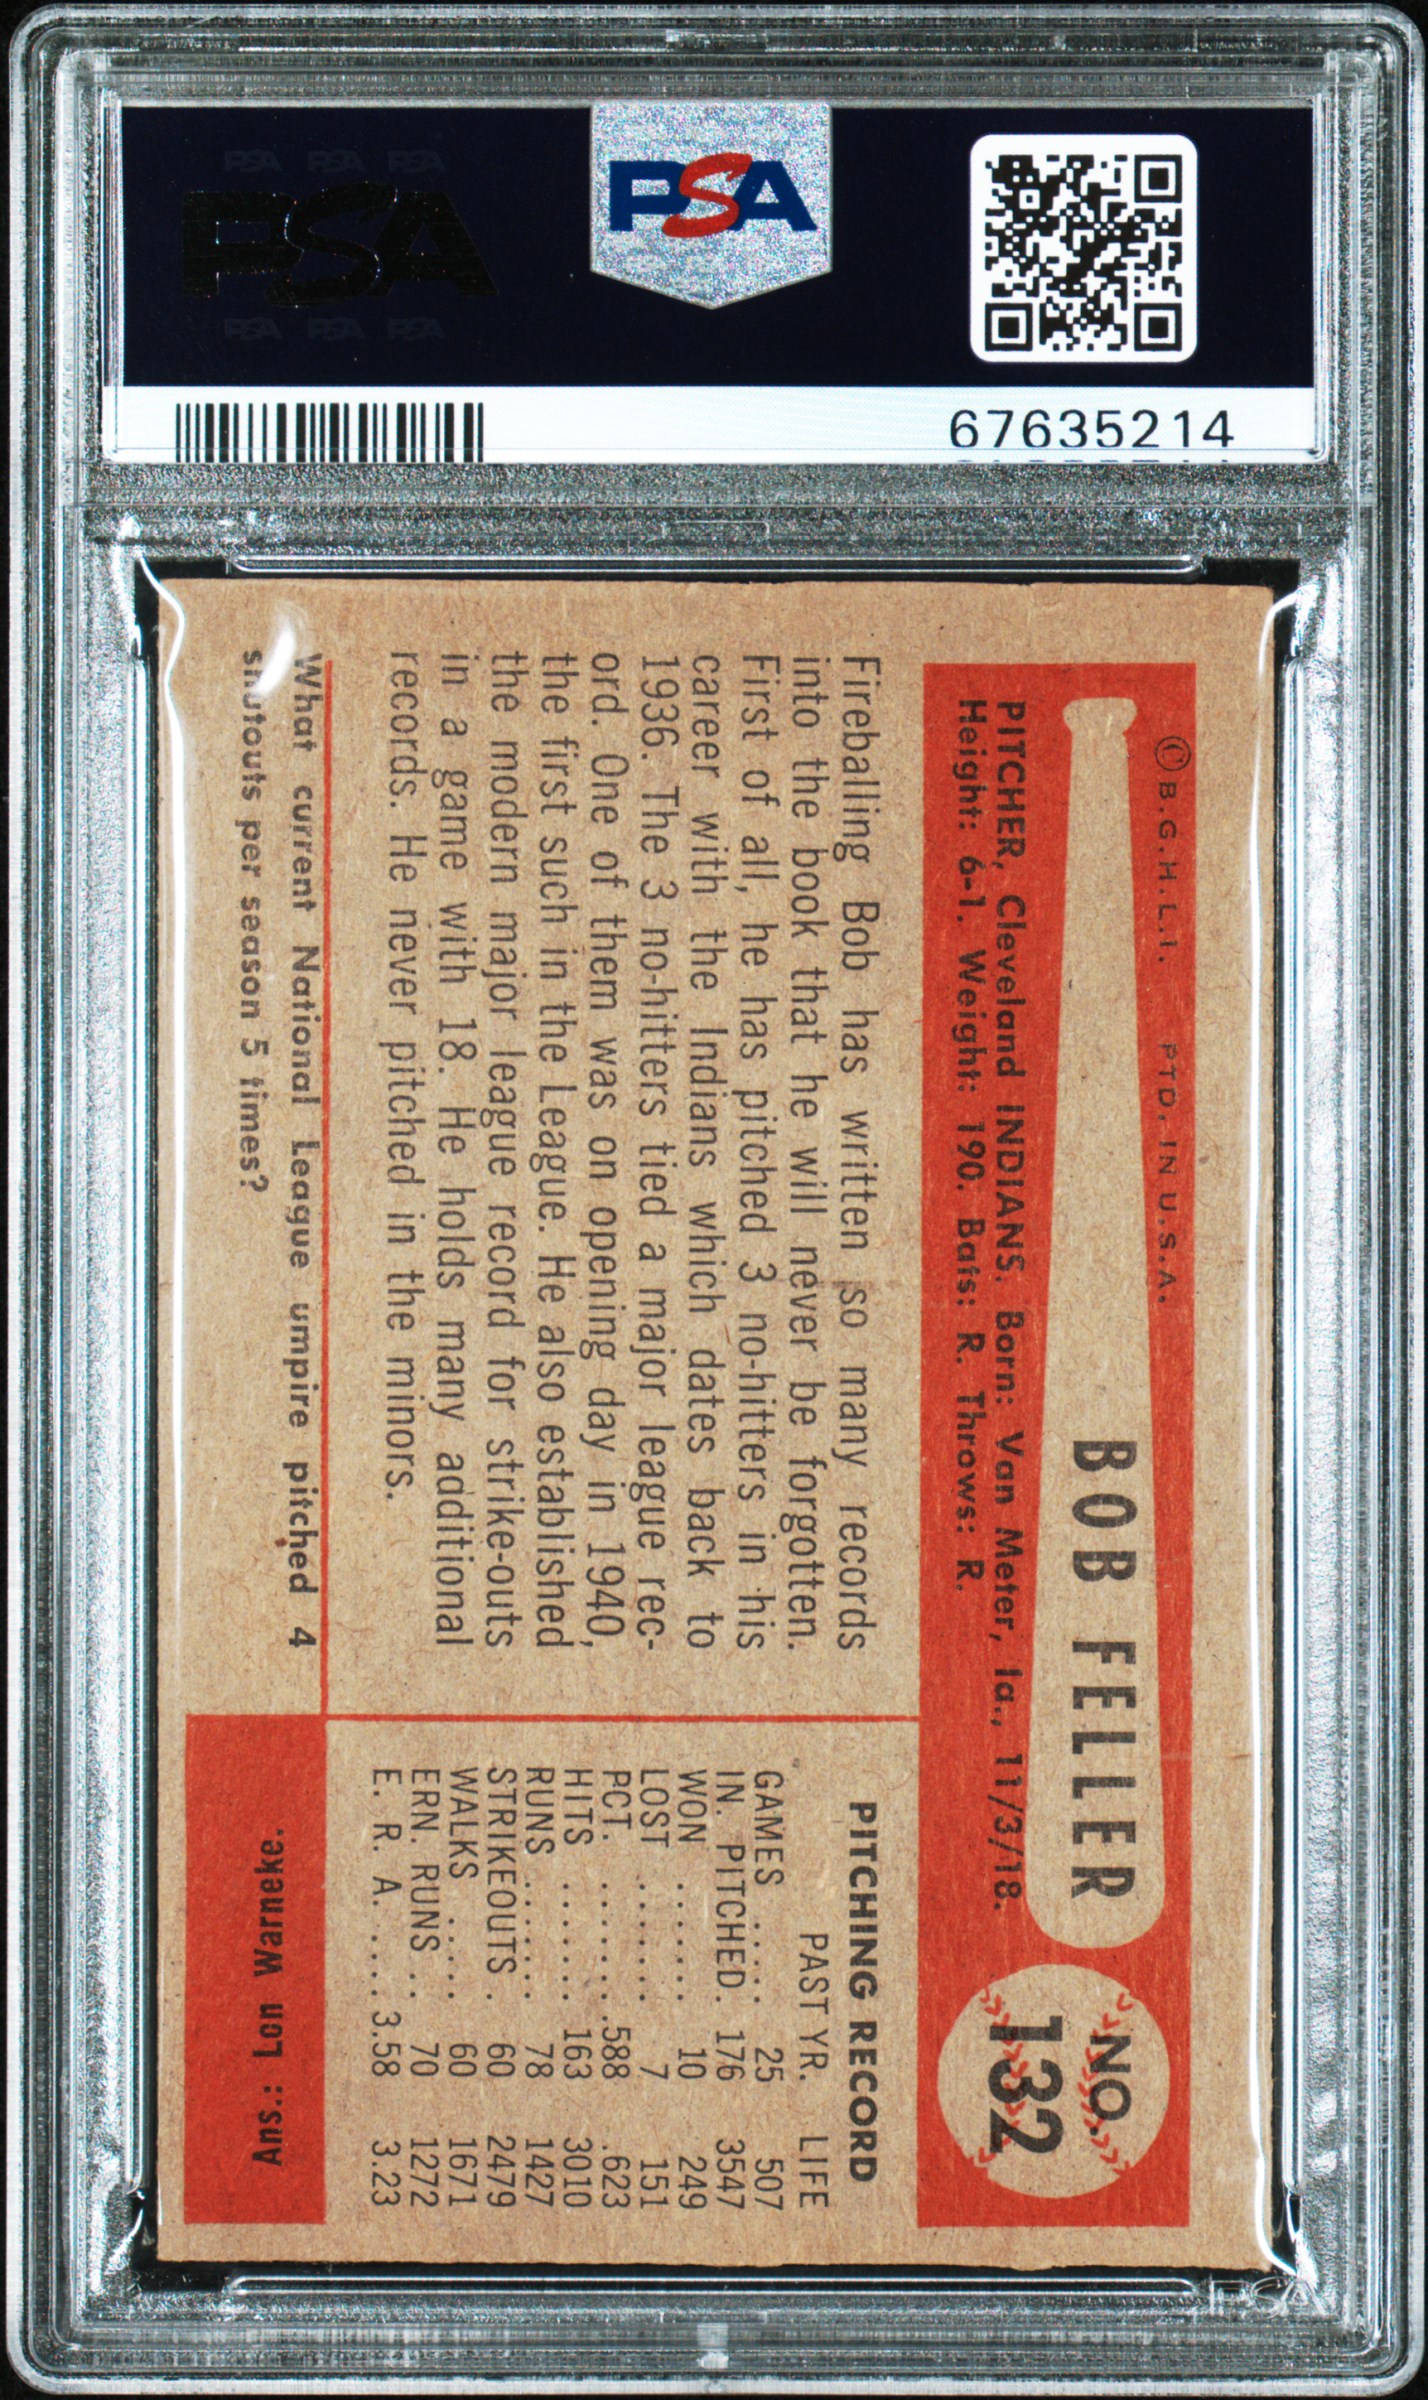 PSA PSA PSA
PSA
PSA PSA PSA
PSA
67635214
© B.G.H.L.I. PTD. IN U.S.A.
BOB FELLER
NO.
132
PITCHER, Cleveland INDIANS. Born: Van Meter, Ia., 11/3/18.
Height: 6-1. Weight: 190. Bats: R. Throws: R.
Fireballing Bob has written so many records
into the book that he will never be forgotten.
First of all, he has pitched 3 no-hitters in his
career with the Indians which dates back to
1936. The 3 no-hitters tied a major league rec-
ord. One of them was on opening day in 1940,
the first such in the League. He also established
the modern major league record for strike-outs
in a game with 18. He holds many additional
records. He never pitched in the minors.
PITCHING RECORD
PAST YR. LIFE
GAMES ..... 25 507
IN. PITCHED. 176 3547
WON ...... 10 249
LOST ...... 7 151
PCT. ...... .588 .623
HITS ...... 163 3010
RUNS ...... 78 1427
STRIKEOUTS . 60 2479
WALKS .... 60 1671
ERN. RUNS .. 70 1272
E. R. A. .... 3.58 3.23
What current National League umpire pitched 4
shutouts per season 5 times?
Ans.: Lon Warneke.
PSA